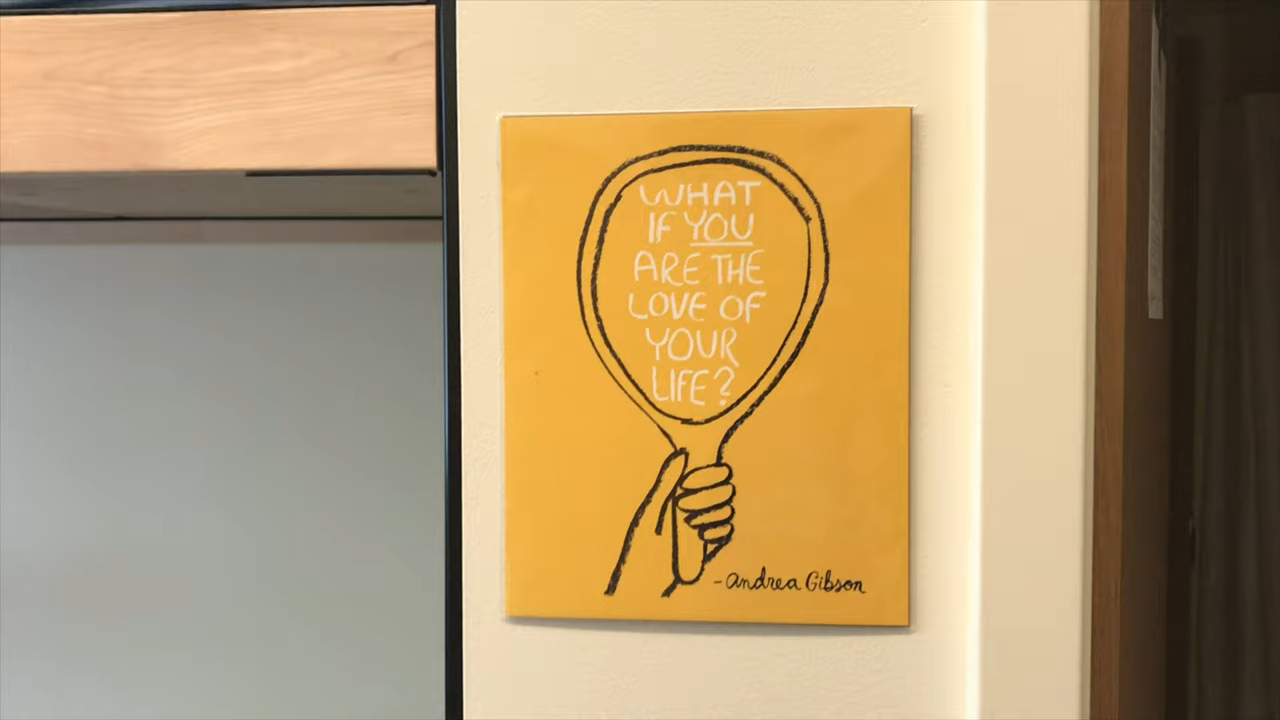 WHAT
IF YOU
ARE THE
LOVE OF
YOUR
LIFE?
- Andrea Gibson